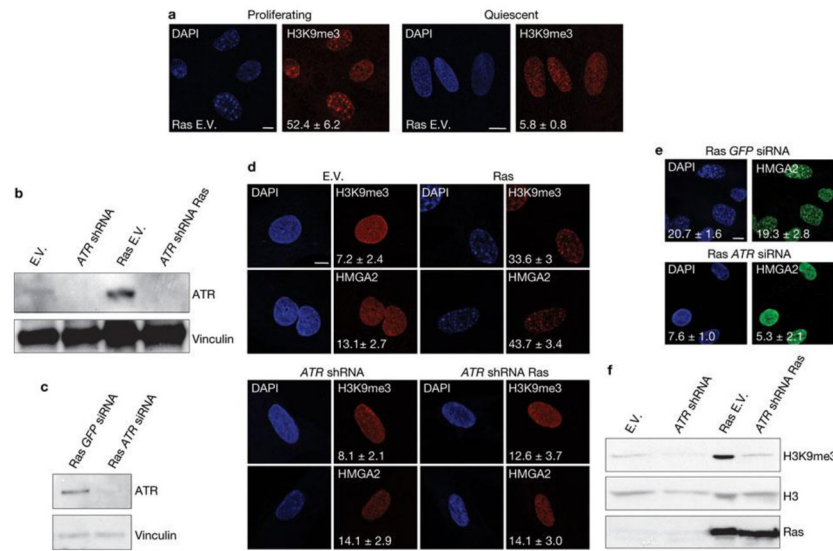 a
Proliferating
Quiescent
DAPI
H3K9me3
DAPI
H3K9me3
Ras E.V.
52.4 ± 6.2
Ras E.V.
5.8 ± 0.8
b
E.V.
ATR shRNA
Ras E.V.
ATR shRNA Ras
ATR
Vinculin
c
Ras GFP siRNA
Ras ATR siRNA
ATR
Vinculin
d
E.V.
Ras
DAPI
H3K9me3
DAPI
H3K9me3
7.2 ± 2.4
33.6 ± 3
HMGA2
HMGA2
13.1± 2.7
43.7 ± 3.4
ATR shRNA
ATR shRNA Ras
DAPI
H3K9me3
DAPI
H3K9me3
8.1 ± 2.1
12.6 ± 3.7
HMGA2
HMGA2
14.1 ± 2.9
14.1 ± 3.0
e
Ras GFP siRNA
DAPI
HMGA2
20.7 ± 1.6
19.3 ± 2.8
Ras ATR siRNA
DAPI
HMGA2
7.6 ± 1.0
5.3 ± 2.1
f
E.V.
ATR shRNA
Ras E.V.
ATR shRNA Ras
H3K9me3
H3
Ras